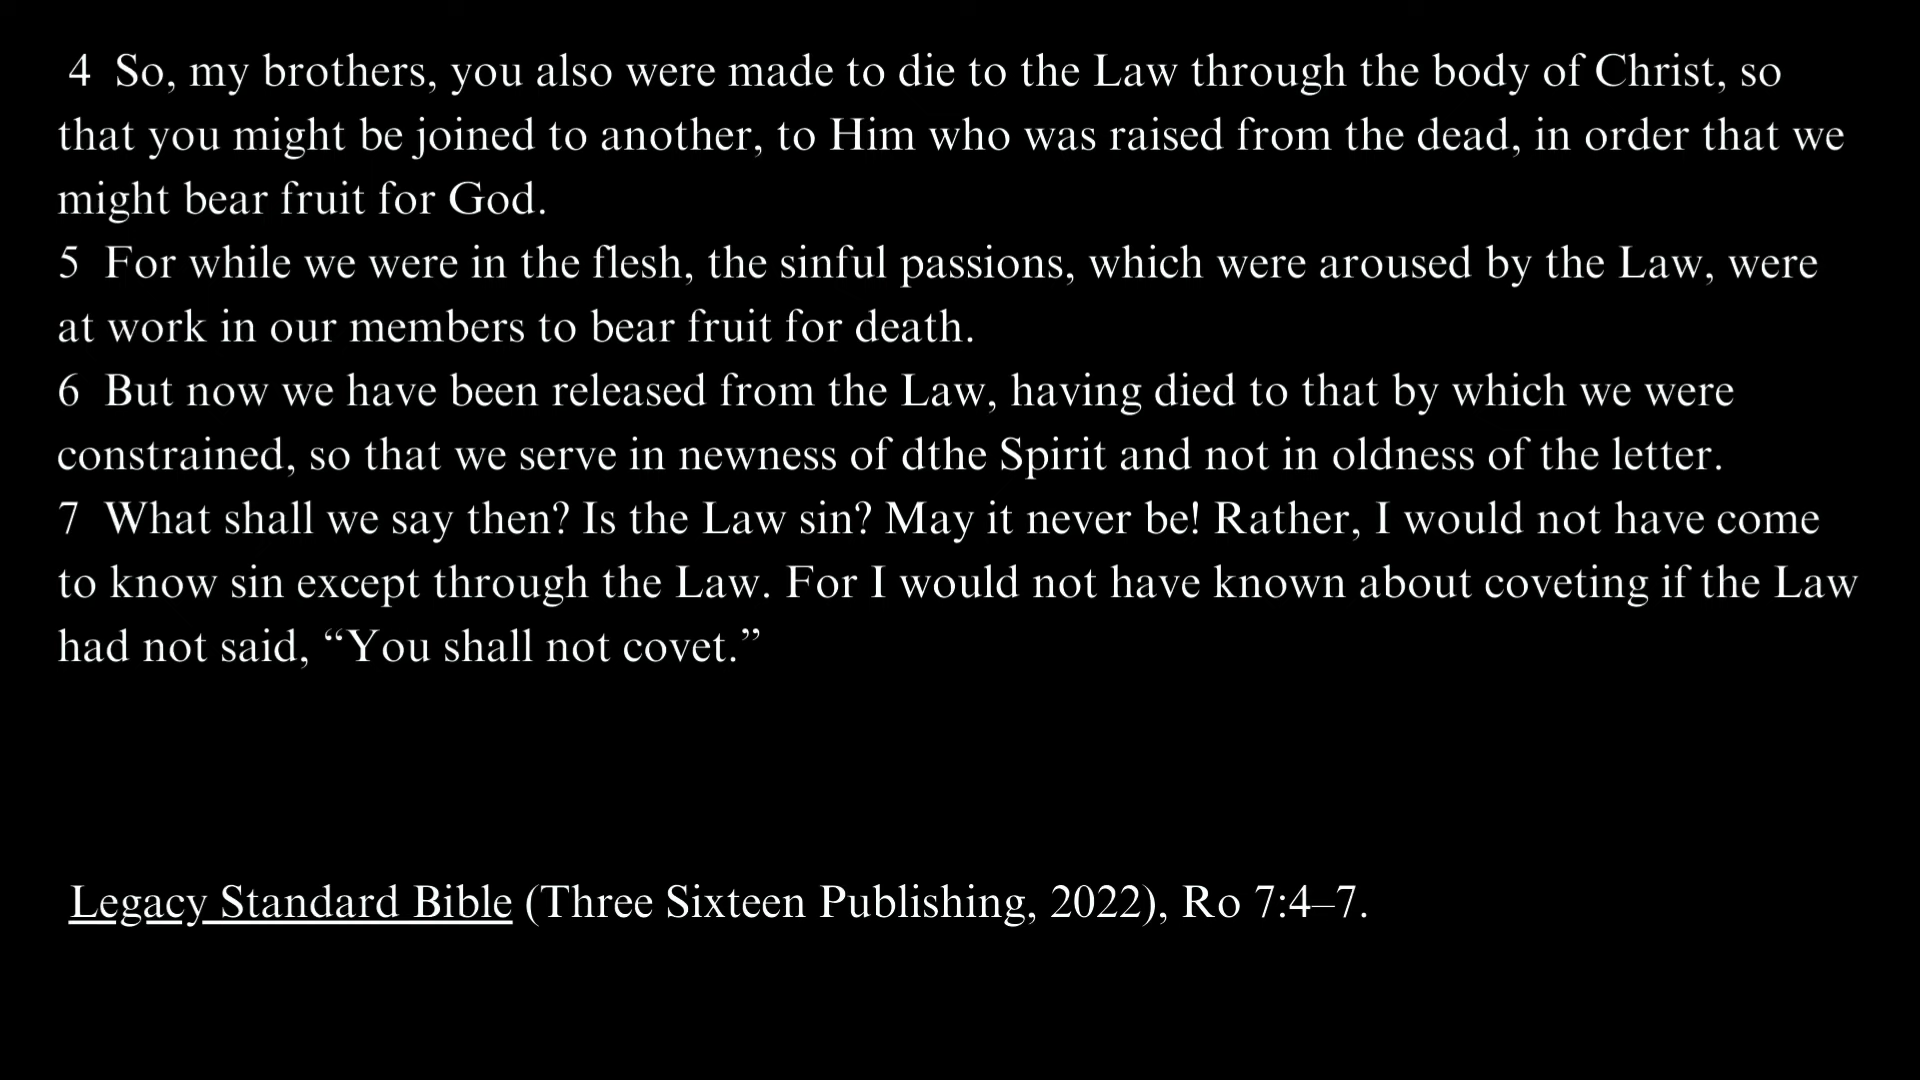 4 So, my brothers, you also were made to die to the Law through the body of Christ, so
that you might be joined to another, to Him who was raised from the dead, in order that we
might bear fruit for God.
5 For while we were in the flesh, the sinful passions, which were aroused by the Law, were
at work in our members to bear fruit for death.
6 But now we have been released from the Law, having died to that by which we were
constrained, so that we serve in newness of dthe Spirit and not in oldness of the letter.
7 What shall we say then? Is the Law sin? May it never be! Rather, I would not have come
to know sin except through the Law. For I would not have known about coveting if the Law
had not said, “You shall not covet.”
Legacy Standard Bible (Three Sixteen Publishing, 2022), Ro 7:4–7.